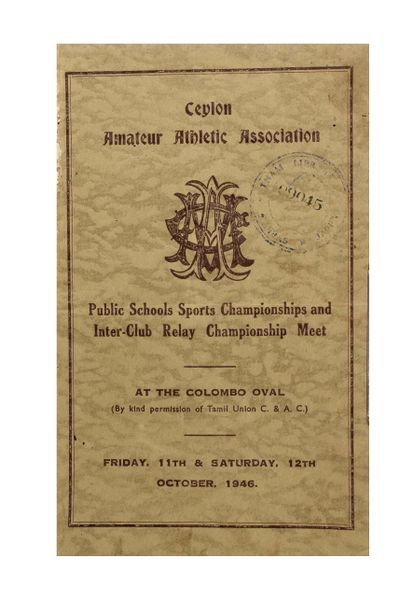 Ceylon
Amateur Athletic Association
09045
Public Schools Sports Championships and
Inter-Club Relay Championship Meet
AT THE COLOMBO OVAL
(By kind permission of Tamil Union C. & A. C.)
FRIDAY, 11TH & SATURDAY, 12TH
OCTOBER, 1946.